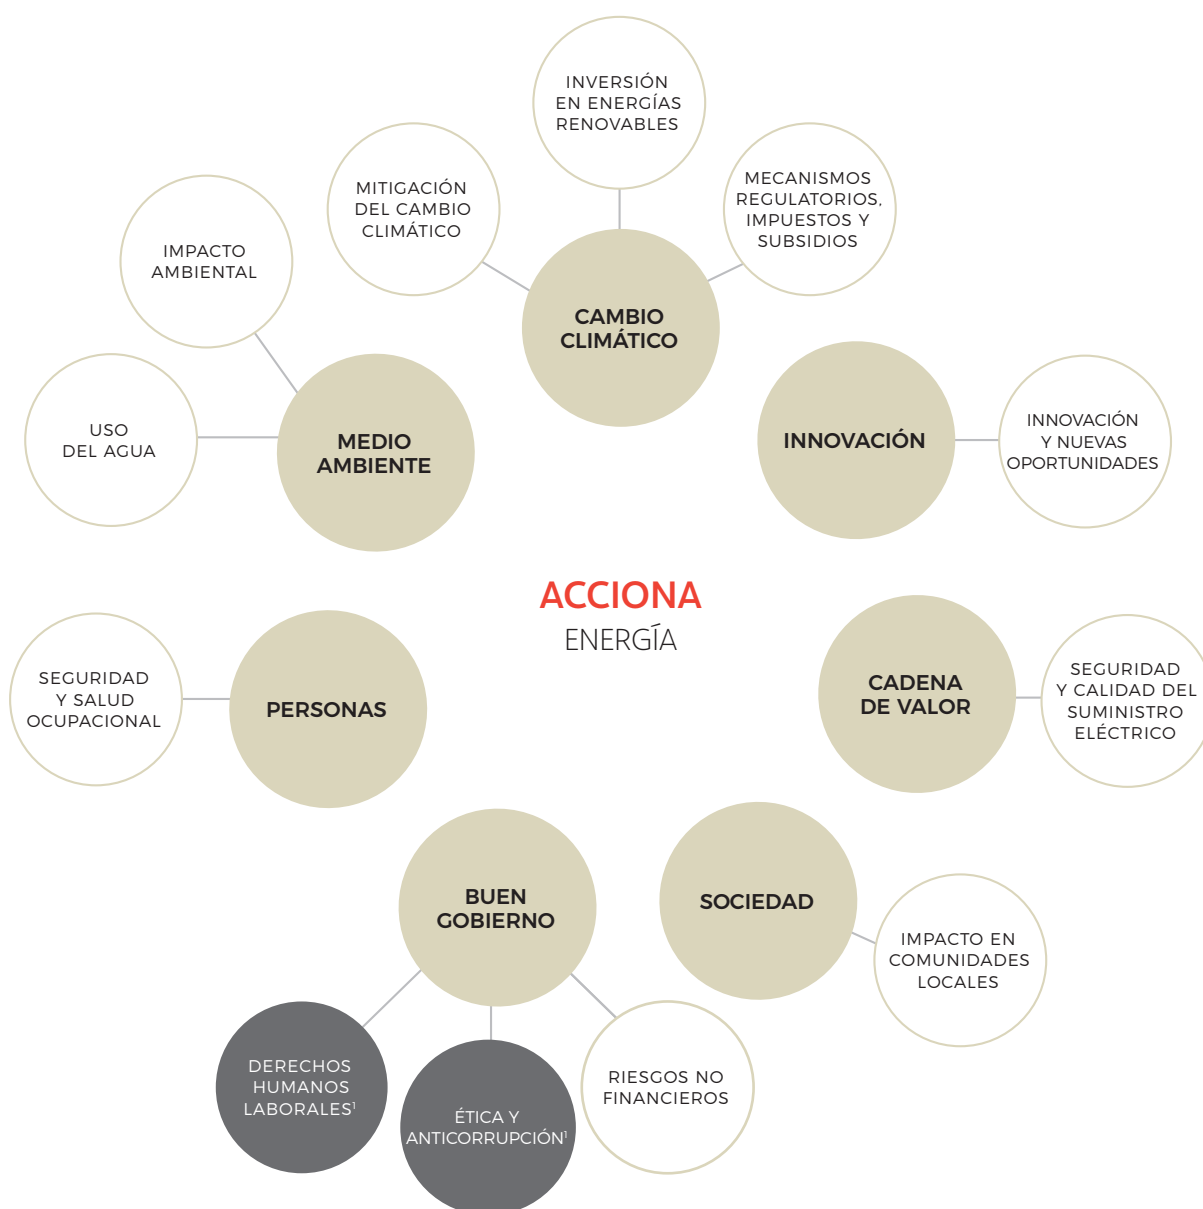 INVERSIÓN
EN ENERGÍAS
RENOVABLES
MITIGACIÓN
DEL CAMBIO
CLIMÁTICO
MECANISMOS
REGULATORIOS,
IMPUESTOS Y
SUBSIDIOS
IMPACTO
AMBIENTAL
CAMBIO
CLIMÁTICO
USO
DEL AGUA
MEDIO
AMBIENTE
INNOVACIÓN
INNOVACIÓN
Y NUEVAS
OPORTUNIDADES
ACCIONA
ENERGÍA
SEGURIDAD
Y SALUD
OCUPACIONAL
PERSONAS
CADENA
DE VALOR
SEGURIDAD
Y CALIDAD DEL
SUMINISTRO
ELÉCTRICO
BUEN
GOBIERNO
SOCIEDAD
IMPACTO EN
COMUNIDADES
LOCALES
DERECHOS
HUMANOS
LABORALES¹
ÉTICA Y
ANTICORRUPCIÓN¹
RIESGOS NO
FINANCIEROS